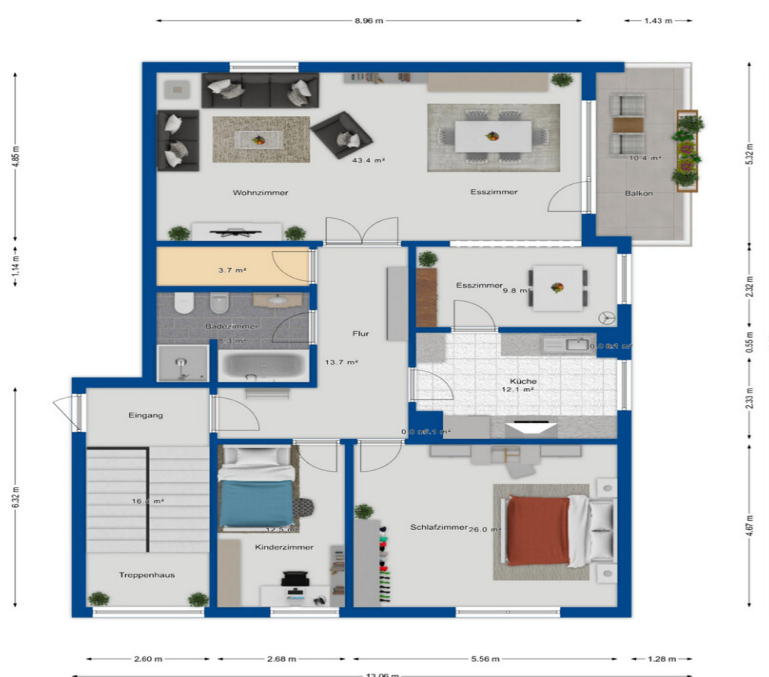 8.96 m
1.43 m
4.85 m
5.32 m
43.4 m²
10.4 m²
Wohnzimmer
Esszimmer
Balkon
1.14 m
3.7 m²
Esszimmer
9.8 m²
2.32 m
Badezimmer
Flur
0.55 m
13.7 m²
Küche
12.1 m²
2.33 m
Eingang
6.32 m
16. m²
Schlafzimmer
26.0 m²
4.67 m
Kinderzimmer
Treppenhaus
2.60 m
2.68 m
5.56 m
1.28 m
13.06 m